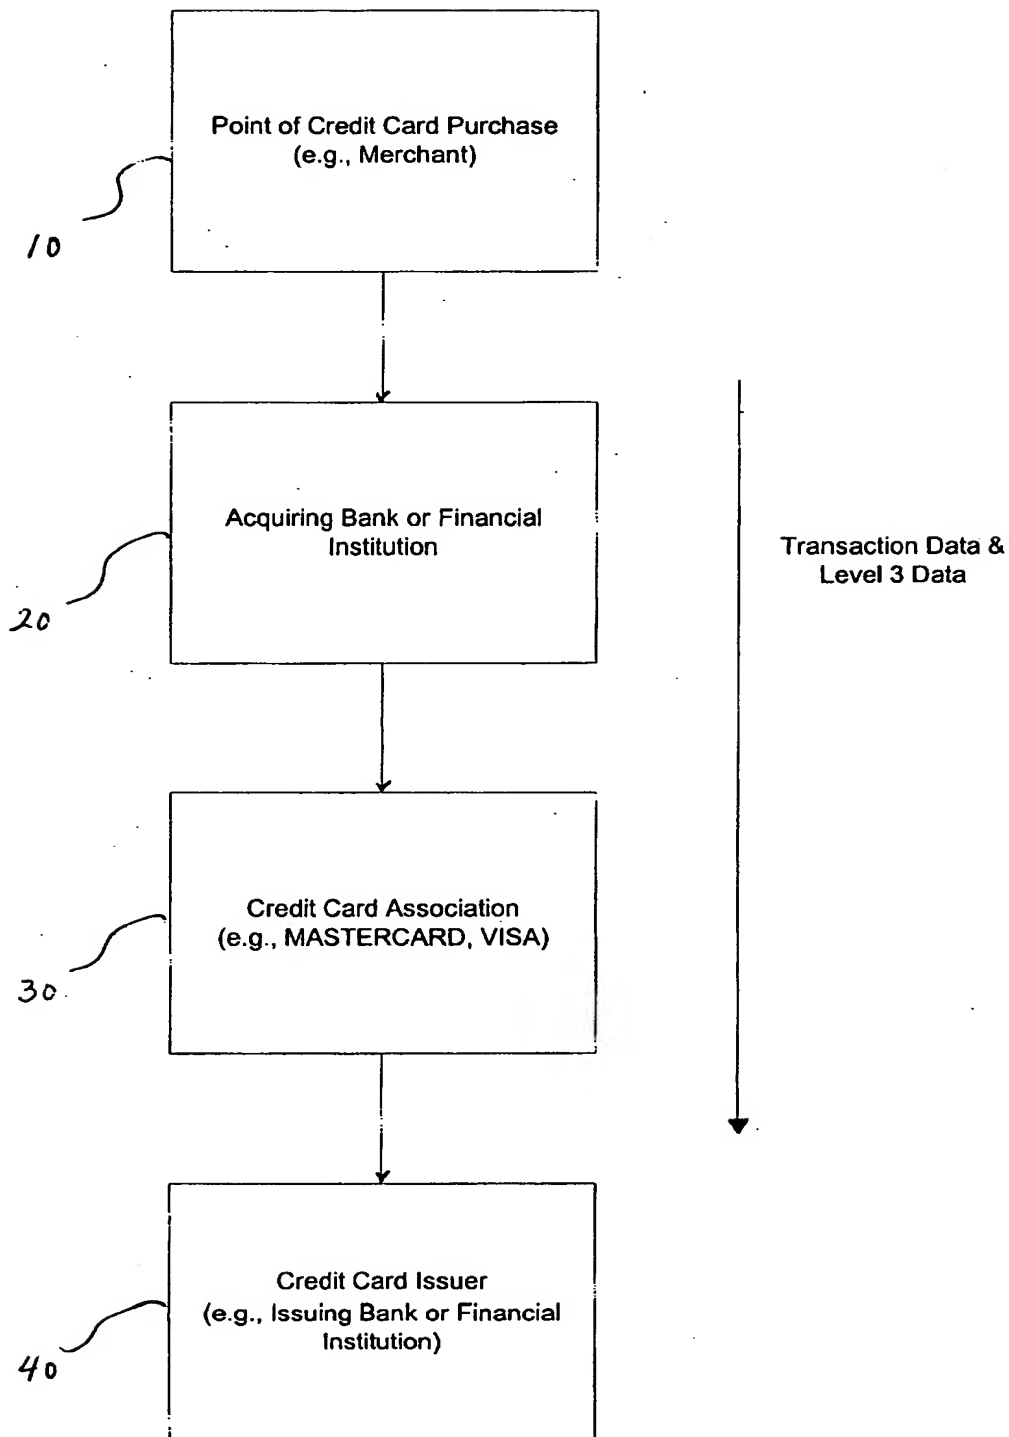 Point of Credit Card Purchase
(e.g., Merchant)
10
Acquiring Bank or Financial
Institution
20
Transaction Data &
Level 3 Data
Credit Card Association
(e.g., MASTERCARD, VISA)
30
Credit Card Issuer
(e.g., Issuing Bank or Financial
Institution)
40